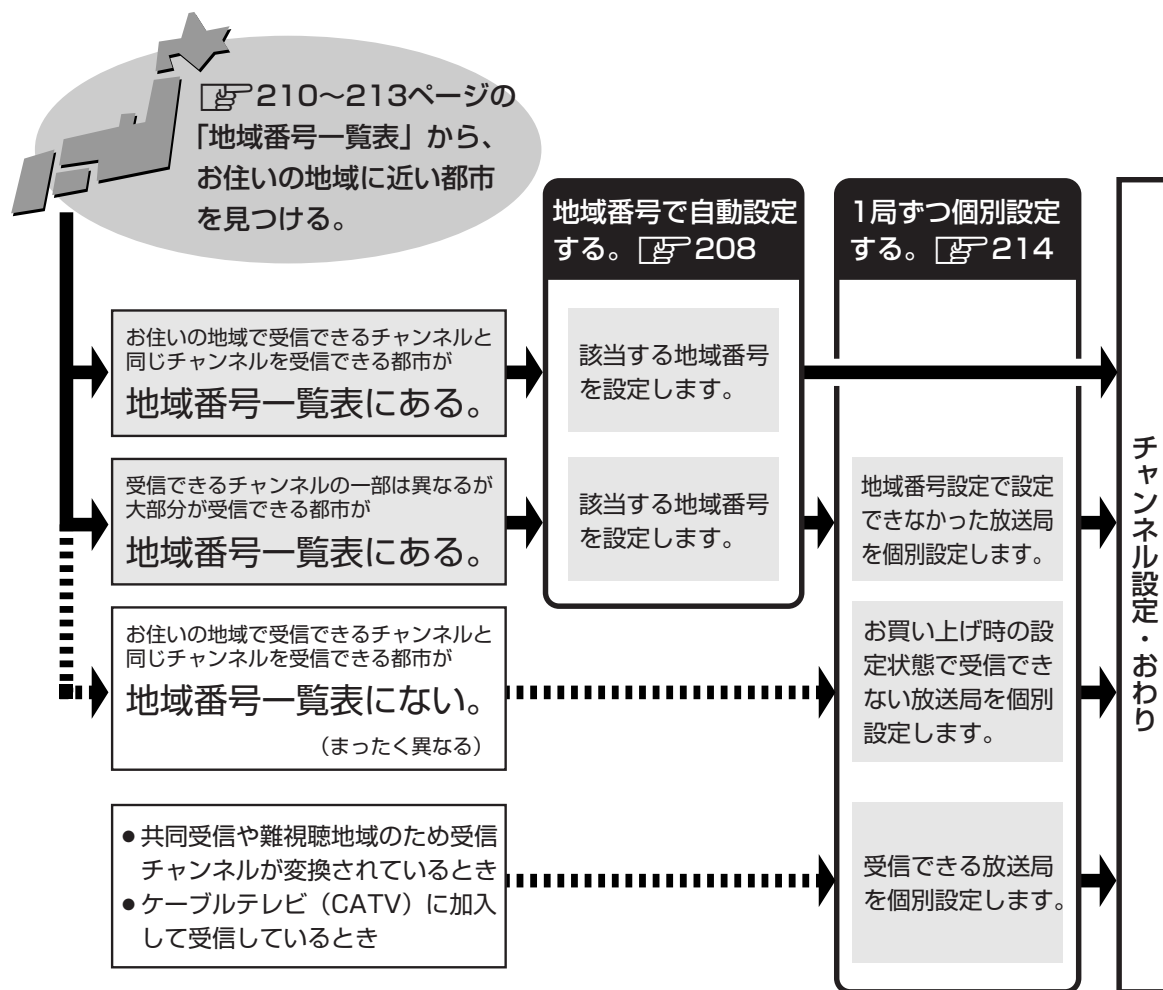 ☞210~213ページの
「地域番号一覧表」から、
お住いの地域に近い都市
を見つける。
地域番号で自動設定
する。☞208
1局ずつ個別設定
する。☞214
お住いの地域で受信できるチャンネルと
同じチャンネルを受信できる都市が
地域番号一覧表にある。
該当する地域番号
を設定します。
受信できるチャンネルの一部は異なるが
大部分が受信できる都市が
地域番号一覧表にある。
該当する地域番号
を設定します。
地域番号設定で設定
できなかった放送局
を個別設定します。
お住いの地域で受信できるチャンネルと
同じチャンネルを受信できる都市が
地域番号一覧表にない。
（まったく異なる）
お買い上げ時の設
定状態で受信でき
ない放送局を個別
設定します。
●共同受信や難視聴地域のため受信
チャンネルが変換されているとき
●ケーブルテレビ（CATV）に加入
して受信しているとき
受信できる放送局
を個別設定します。
チャンネル設定・おわり